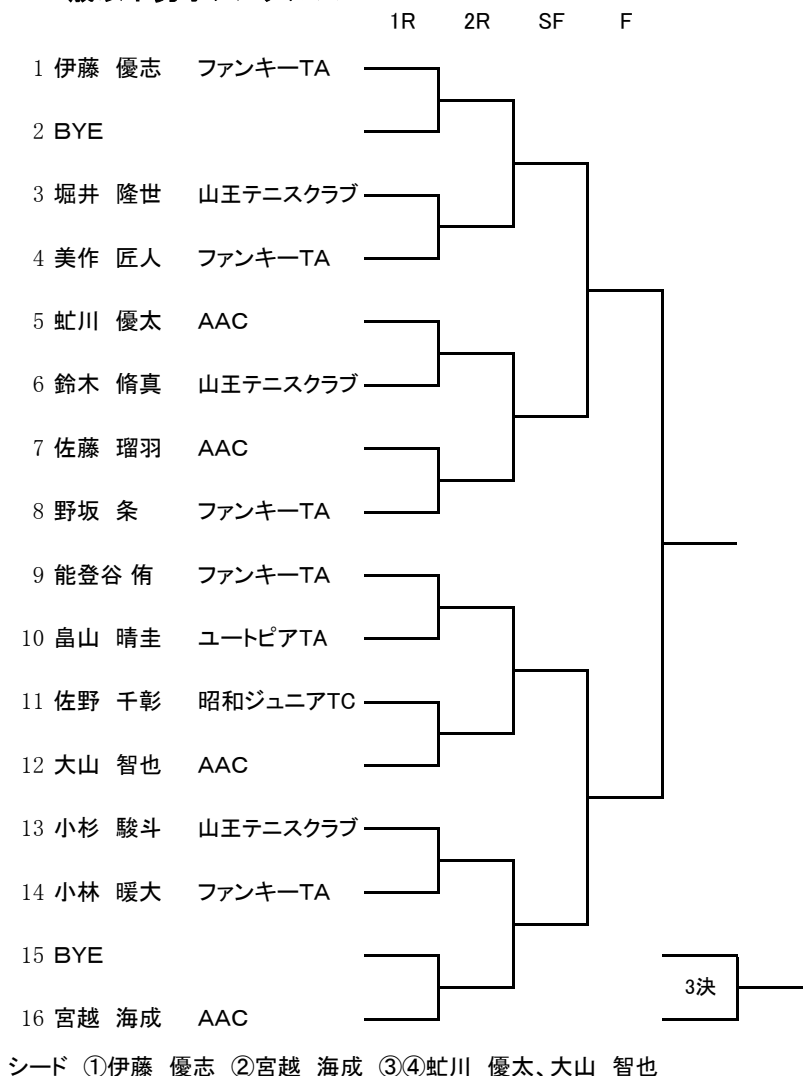 1R 2R SF F
1 伊藤 優志 ファンキーTA
2 BYE
3 堀井 隆世 山王テニスクラブ
4 美作 匠人 ファンキーTA
5 虻川 優太 AAC
6 鈴木 脩真 山王テニスクラブ
7 佐藤 瑠羽 AAC
8 野坂 条 ファンキーTA
9 能登谷 侑 ファンキーTA
10 畠山 晴圭 ユートピアTA
11 佐野 千彰 昭和ジュニアTC
12 大山 智也 AAC
13 小杉 駿斗 山王テニスクラブ
14 小林 暖大 ファンキーTA
15 BYE
3決
16 宮越 海成 AAC
シード ①伊藤 優志 ②宮越 海成 ③④虻川 優太、大山 智也